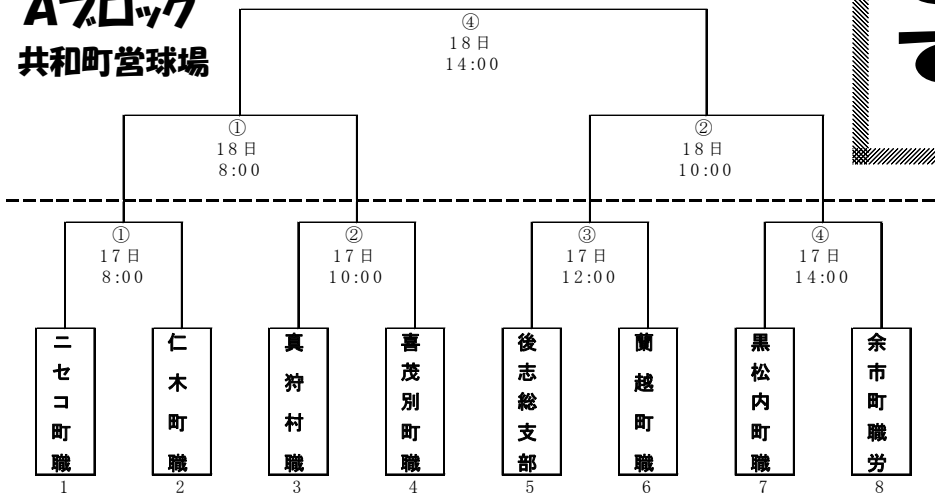 Aブロック
共和町営球場
④
18日
14:00
①
18日
8:00
②
18日
10:00
①
17日
8:00
②
17日
10:00
③
17日
12:00
④
17日
14:00
ニセコ町職
仁木町職
真狩村職
喜茂別町職
後志総支部
蘭越町職
黒松内町職
余市町職労
1
2
3
4
5
6
7
8